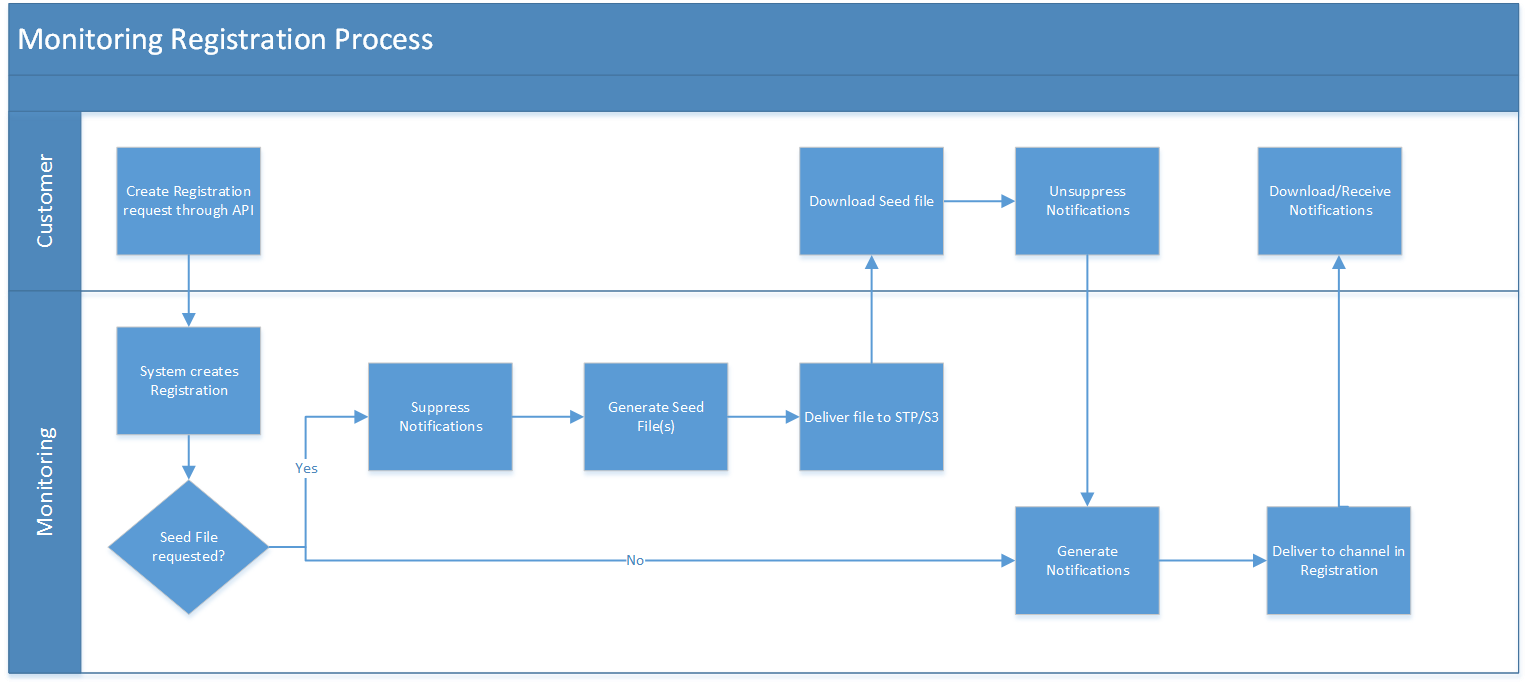 Monitoring Registration Process
Customer
Create Registration
request through API
Download Seed file
Unsuppress
Notifications
Download/Receive
Notifications
Monitoring
System creates
Registration
Suppress
Notifications
Generate Seed
File(s)
Deliver file to STP/S3
Yes
Seed File
requested?
No
Generate
Notifications
Deliver to channel in
Registration